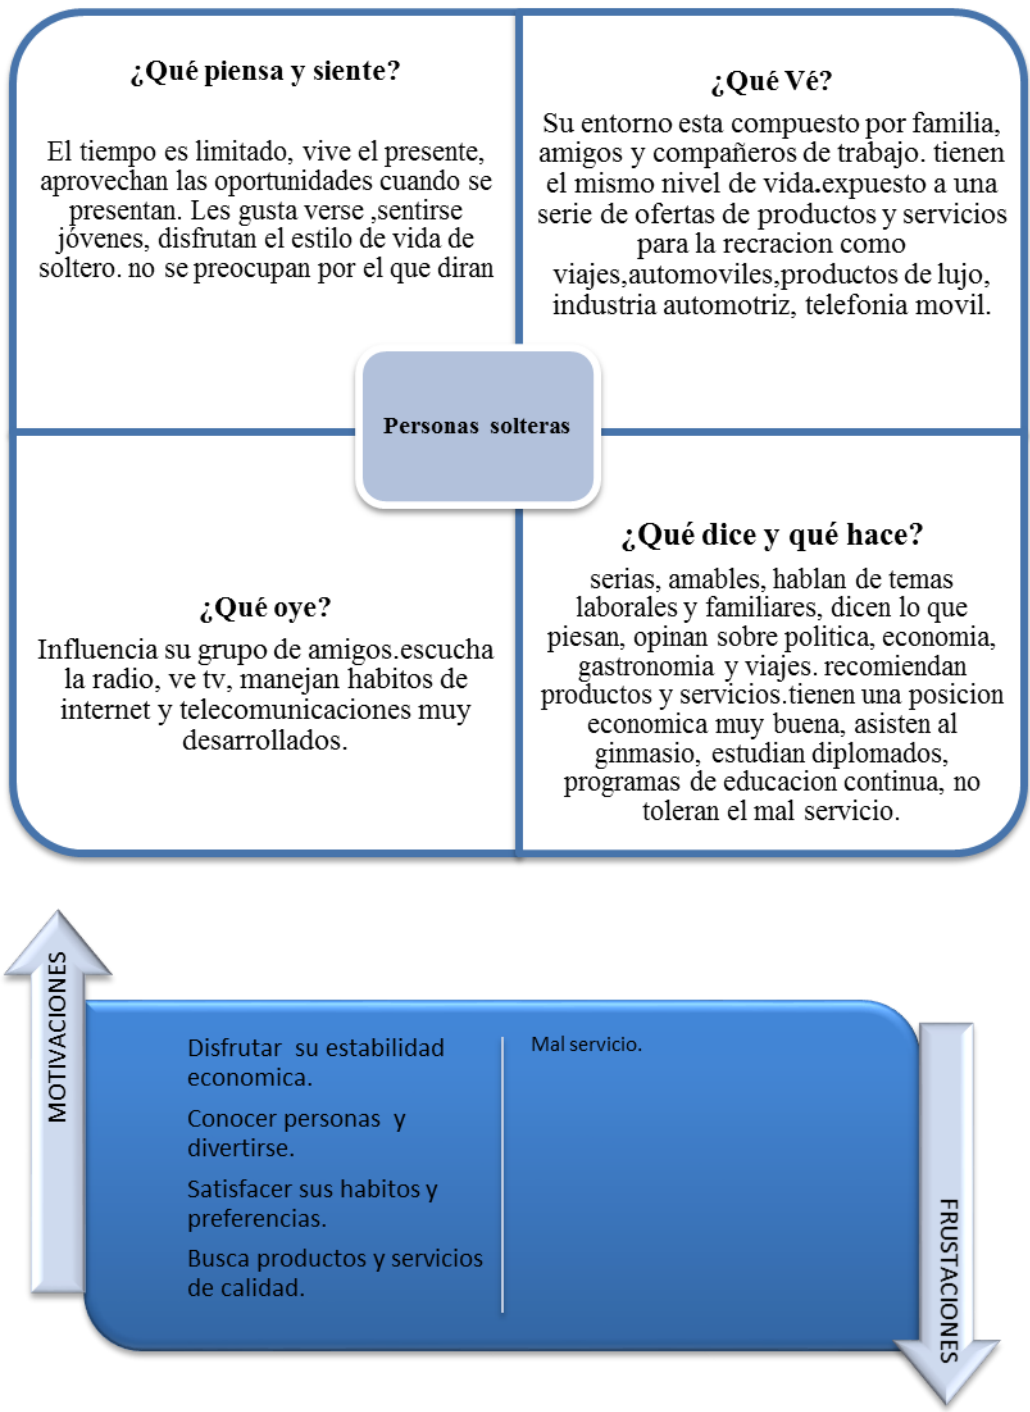 ¿Qué piensa y siente?
El tiempo es limitado, vive el presente,
aprovechan las oportunidades cuando se
presentan. Les gusta verse ,sentirse
jóvenes, disfrutan el estilo de vida de
soltero. no se preocupan por el que diran
¿Qué Vé?
Su entorno esta compuesto por familia,
amigos y compañeros de trabajo. tienen
el mismo nivel de vida.expuesto a una
serie de ofertas de productos y servicios
para la recracion como
viajes,automoviles,productos de lujo,
industria automotriz, telefonia movil.
Personas solteras
¿Qué oye?
Influencia su grupo de amigos.escucha
la radio, ve tv, manejan habitos de
internet y telecomunicaciones muy
desarrollados.
¿Qué dice y qué hace?
serias, amables, hablan de temas
laborales y familiares, dicen lo que
piesan, opinan sobre politica, economia,
gastronomia y viajes. recomiendan
productos y servicios.tienen una posicion
economica muy buena, asisten al
ginmasio, estudian diplomados,
programas de educacion continua, no
toleran el mal servicio.
MOTIVACIONES
Disfrutar su estabilidad
economica.
Conocer personas y
divertirse.
Satisfacer sus habitos y
preferencias.
Busca productos y servicios
de calidad.
Mal servicio.
FRUSTACIONES